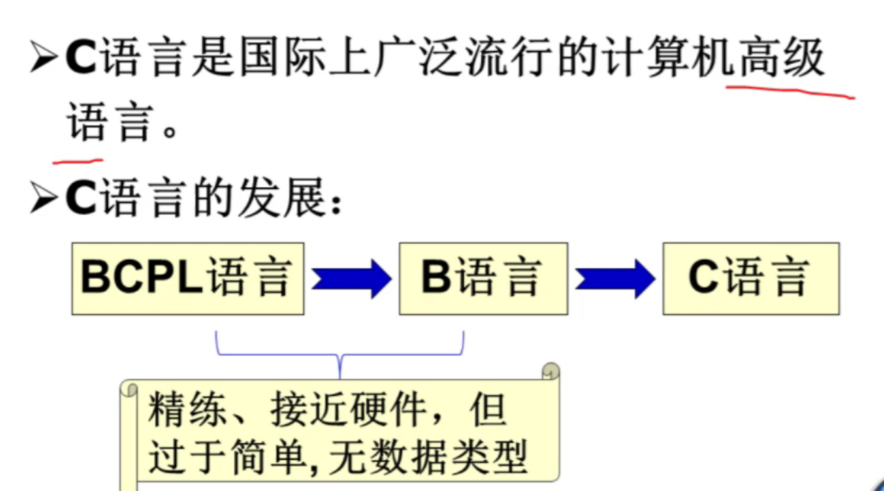 ➢C语言是国际上广泛流行的计算机高级
语言。
➢C语言的发展：
BCPL语言 B语言 C语言
精练、接近硬件，但
过于简单,无数据类型